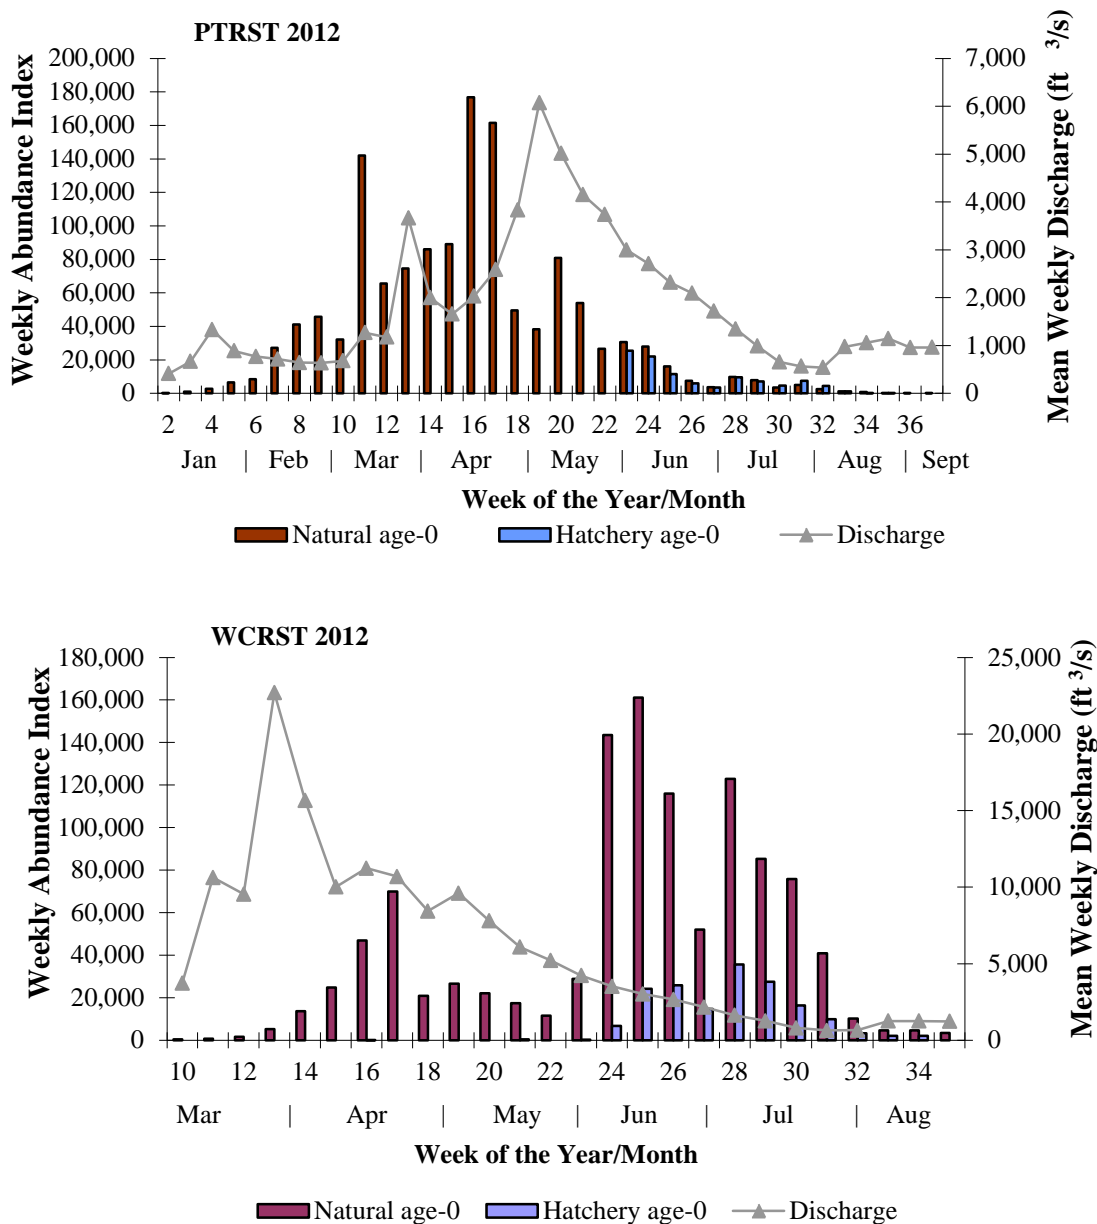 PTRST 2012
Weekly Abundance Index
200,000
180,000
160,000
140,000
120,000
100,000
80,000
60,000
40,000
20,000
0
7,000
6,000
5,000
4,000
3,000
2,000
1,000
0
Mean Weekly Discharge (ft ³/s)
2 4 6 8 10 12 14 16 18 20 22 24 26 28 30 32 34 36
Jan | Feb | Mar | Apr | May | Jun | Jul | Aug | Sept
Week of the Year/Month
Natural age-0 Hatchery age-0 Discharge
WCRST 2012
Weekly Abundance Index
180,000
160,000
140,000
120,000
100,000
80,000
60,000
40,000
20,000
0
25,000
20,000
15,000
10,000
5,000
0
Mean Weekly Discharge (ft ³/s)
10 12 14 16 18 20 22 24 26 28 30 32 34
Mar | Apr | May | Jun | Jul | Aug
Week of the Year/Month
Natural age-0 Hatchery age-0 Discharge